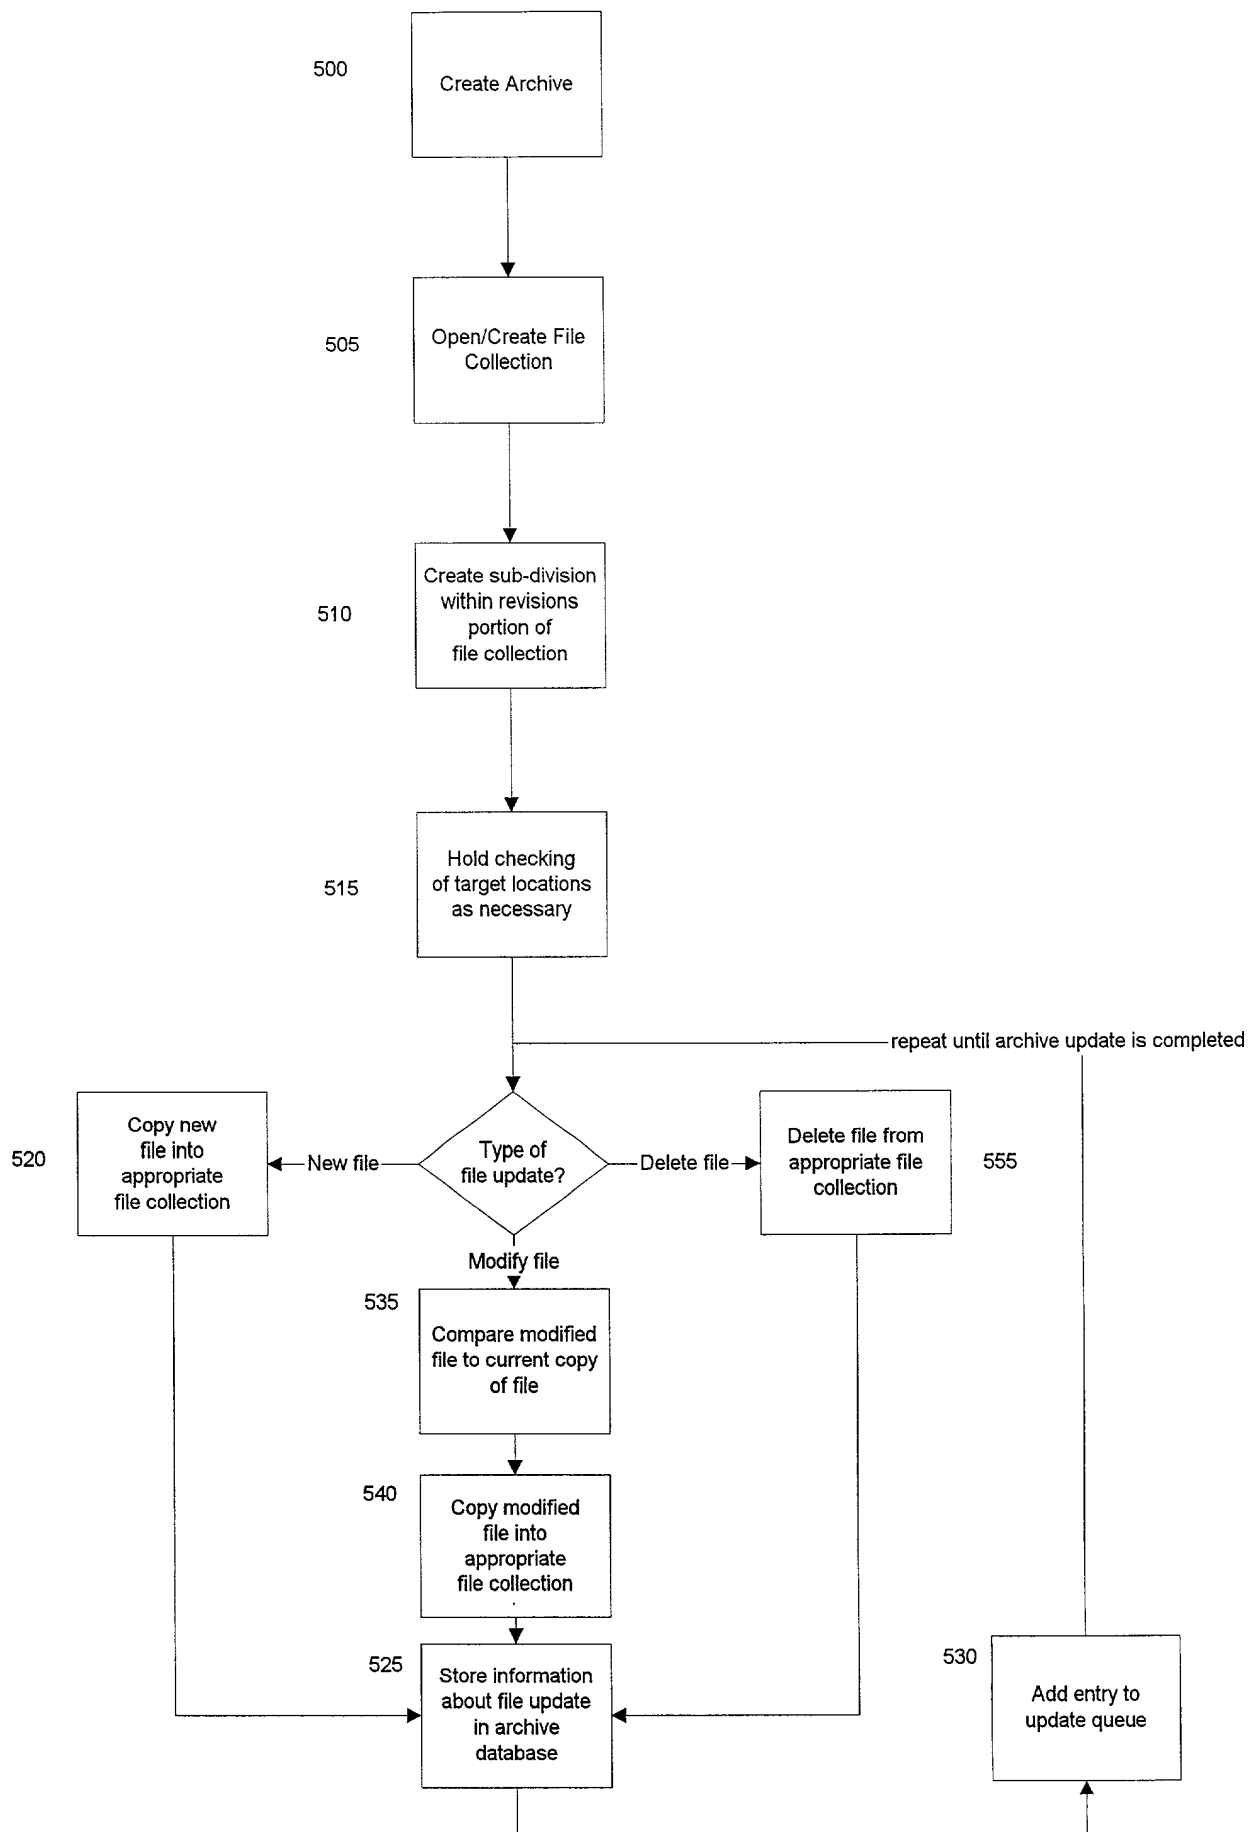 500
Create Archive
505
Open/Create File
Collection
510
Create sub-division
within revisions
portion of
file collection
515
Hold checking
of target locations
as necessary
repeat until archive update is completed
520
Copy new
file into
appropriate
file collection
New file
Type of
file update?
Delete file
Delete file from
appropriate file
collection
555
Modify file
535
Compare modified
file to current copy
of file
540
Copy modified
file into
appropriate
file collection
525
Store information
about file update
in archive
database
530
Add entry to
update queue